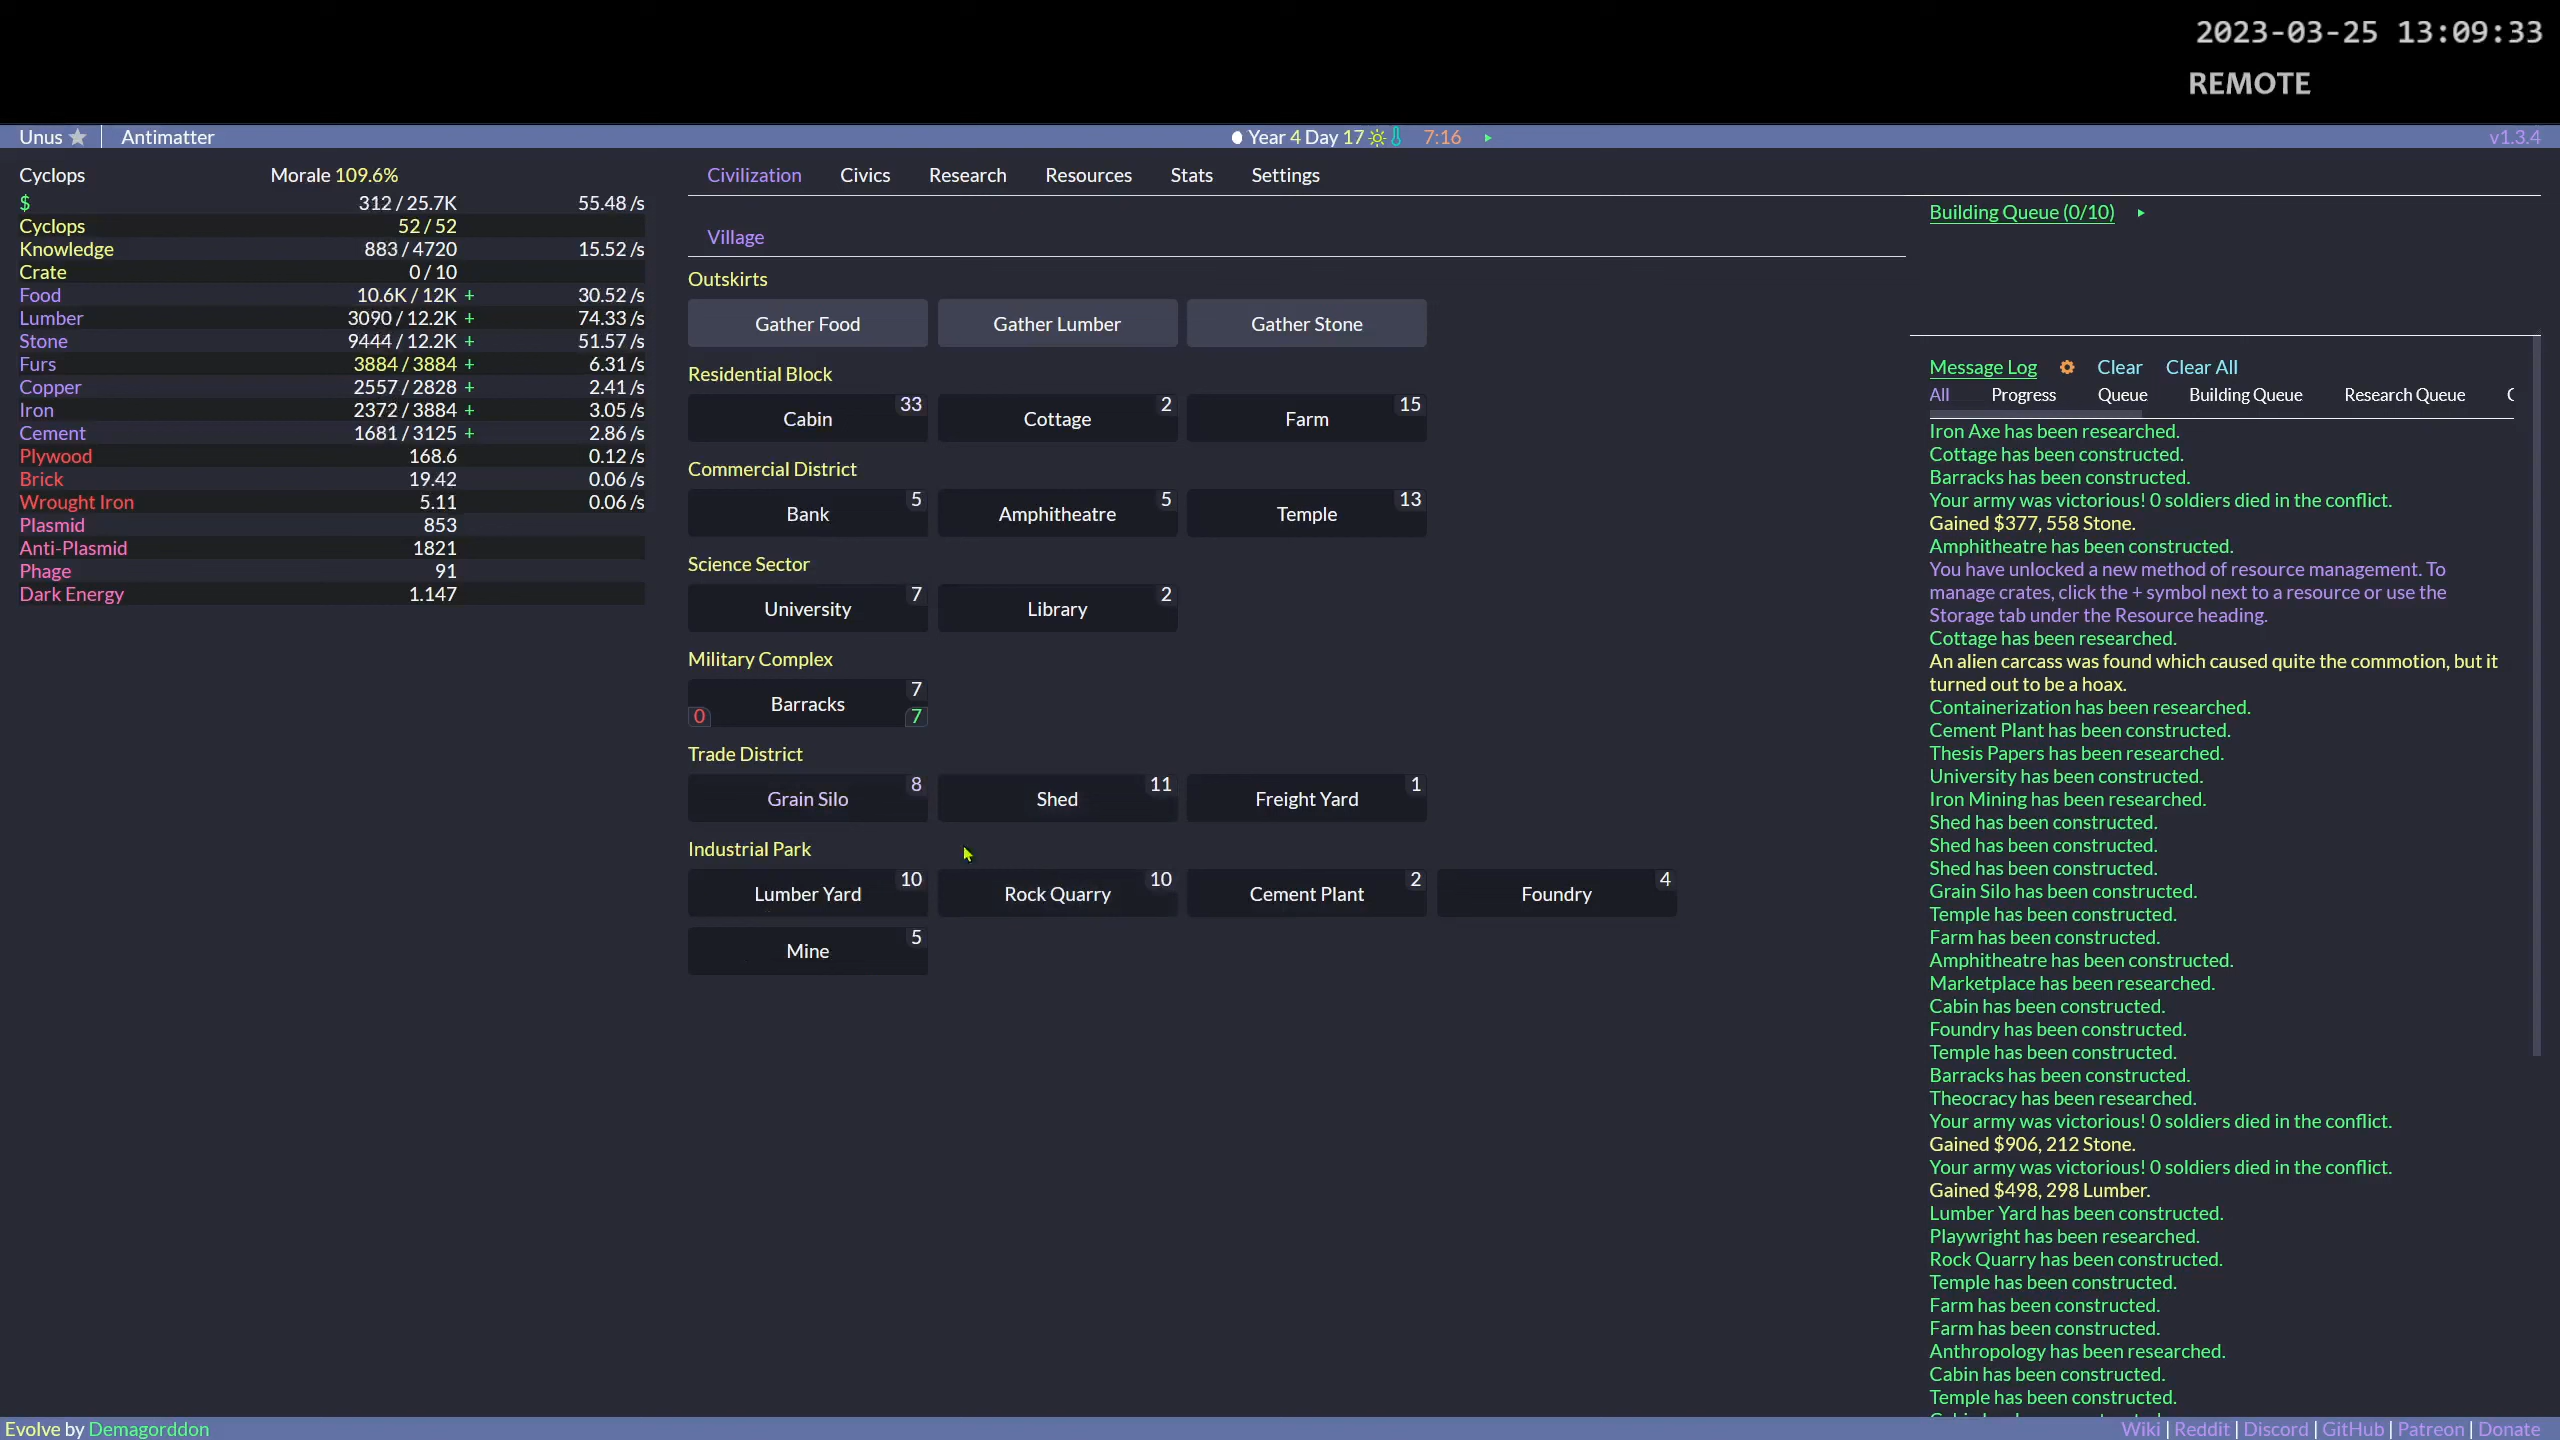 2023-03-25 13:09:33
REMOTE
Unus Antimatter Year 4 Day 17 7:16 v1.3.4
Cyclops Morale 109.6%
$ 312 / 25.7K 55.48 /s
Cyclops 52 / 52
Knowledge 883 / 4720 15.52 /s
Crate 0 / 10
Food 10.6K / 12K + 30.52 /s
Lumber 3090 / 12.2K + 74.33 /s
Stone 9444 / 12.2K + 51.57 /s
Furs 3884 / 3884 + 6.31 /s
Copper 2557 / 2828 + 2.41 /s
Iron 2372 / 3884 + 3.05 /s
Cement 1681 / 3125 + 2.86 /s
Plywood 168.6 0.12 /s
Brick 19.42 0.06 /s
Wrought Iron 5.11 0.06 /s
Plasmid 853
Anti-Plasmid 1821
Phage 91
Dark Energy 1.147
Civilization Civics Research Resources Stats Settings
Village
Outskirts
Gather Food Gather Lumber Gather Stone
Residential Block
Cabin 33 Cottage 2 Farm 15
Commercial District
Bank 5 Amphitheatre 5 Temple 13
Science Sector
University 7 Library 2
Military Complex
Barracks 7
0 7
Trade District
Grain Silo 8 Shed 11 Freight Yard 1
Industrial Park
Lumber Yard 10 Rock Quarry 10 Cement Plant 2 Foundry 4
Mine 5
Building Queue (0/10)
Message Log Clear Clear All
All Progress Queue Building Queue Research Queue
Iron Axe has been researched.
Cottage has been constructed.
Barracks has been constructed.
Your army was victorious! 0 soldiers died in the conflict.
Gained $377, 558 Stone.
Amphitheatre has been constructed.
You have unlocked a new method of resource management. To
manage crates, click the + symbol next to a resource or use the
Storage tab under the Resource heading.
Cottage has been researched.
An alien carcass was found which caused quite the commotion, but it
turned out to be a hoax.
Containerization has been researched.
Cement Plant has been constructed.
Thesis Papers has been researched.
University has been constructed.
Iron Mining has been researched.
Shed has been constructed.
Shed has been constructed.
Shed has been constructed.
Grain Silo has been constructed.
Temple has been constructed.
Farm has been constructed.
Amphitheatre has been constructed.
Marketplace has been researched.
Cabin has been constructed.
Foundry has been constructed.
Temple has been constructed.
Barracks has been constructed.
Theocracy has been researched.
Your army was victorious! 0 soldiers died in the conflict.
Gained $906, 212 Stone.
Your army was victorious! 0 soldiers died in the conflict.
Gained $498, 298 Lumber.
Lumber Yard has been constructed.
Playwright has been researched.
Rock Quarry has been constructed.
Temple has been constructed.
Farm has been constructed.
Farm has been constructed.
Anthropology has been researched.
Cabin has been constructed.
Temple has been constructed.
Evolve by Demagorddon Wiki | Reddit | Discord | GitHub | Patreon | Donate